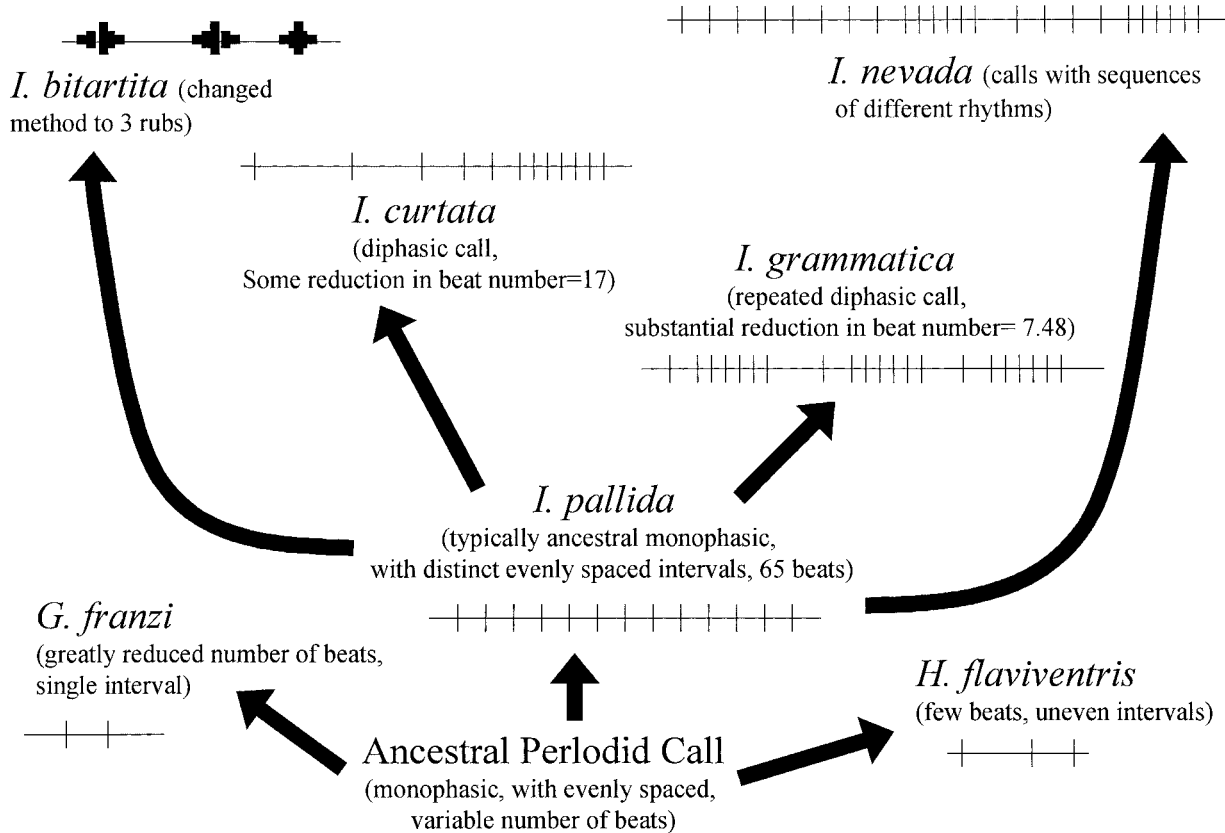 I. bitartita (changed
method to 3 rubs)
I. nevada (calls with sequences
of different rhythms)
I. curtata
(diphasic call,
Some reduction in beat number=17)
I. grammatica
(repeated diphasic call,
substantial reduction in beat number= 7.48)
I. pallida
(typically ancestral monophasic,
with distinct evenly spaced intervals, 65 beats)
G. franzi
(greatly reduced number of beats,
single interval)
H. flaviventris
(few beats, uneven intervals)
Ancestral Perlodid Call
(monophasic, with evenly spaced,
variable number of beats)